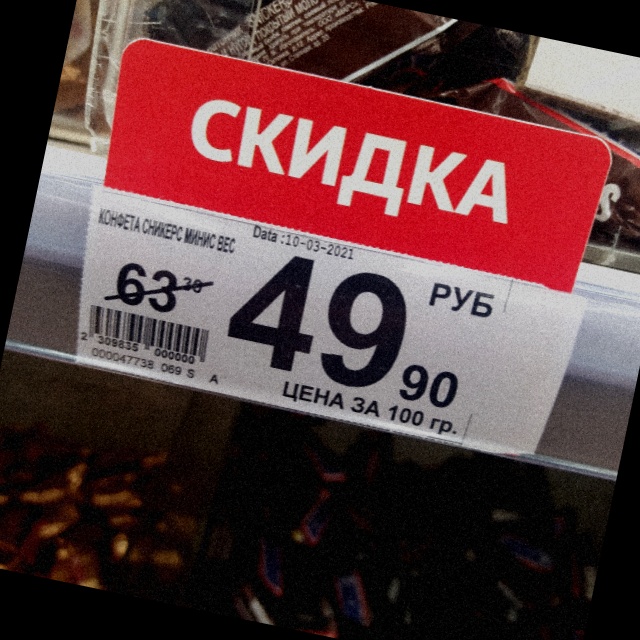 СКИДКА
КОНФЕТА СНИКЕРС МИНИС ВЕС
Data :10-03-2021
63 30
49 90 РУБ
2 385815 000000
000047738 069 S A
ЦЕНА ЗА 100 ГР.